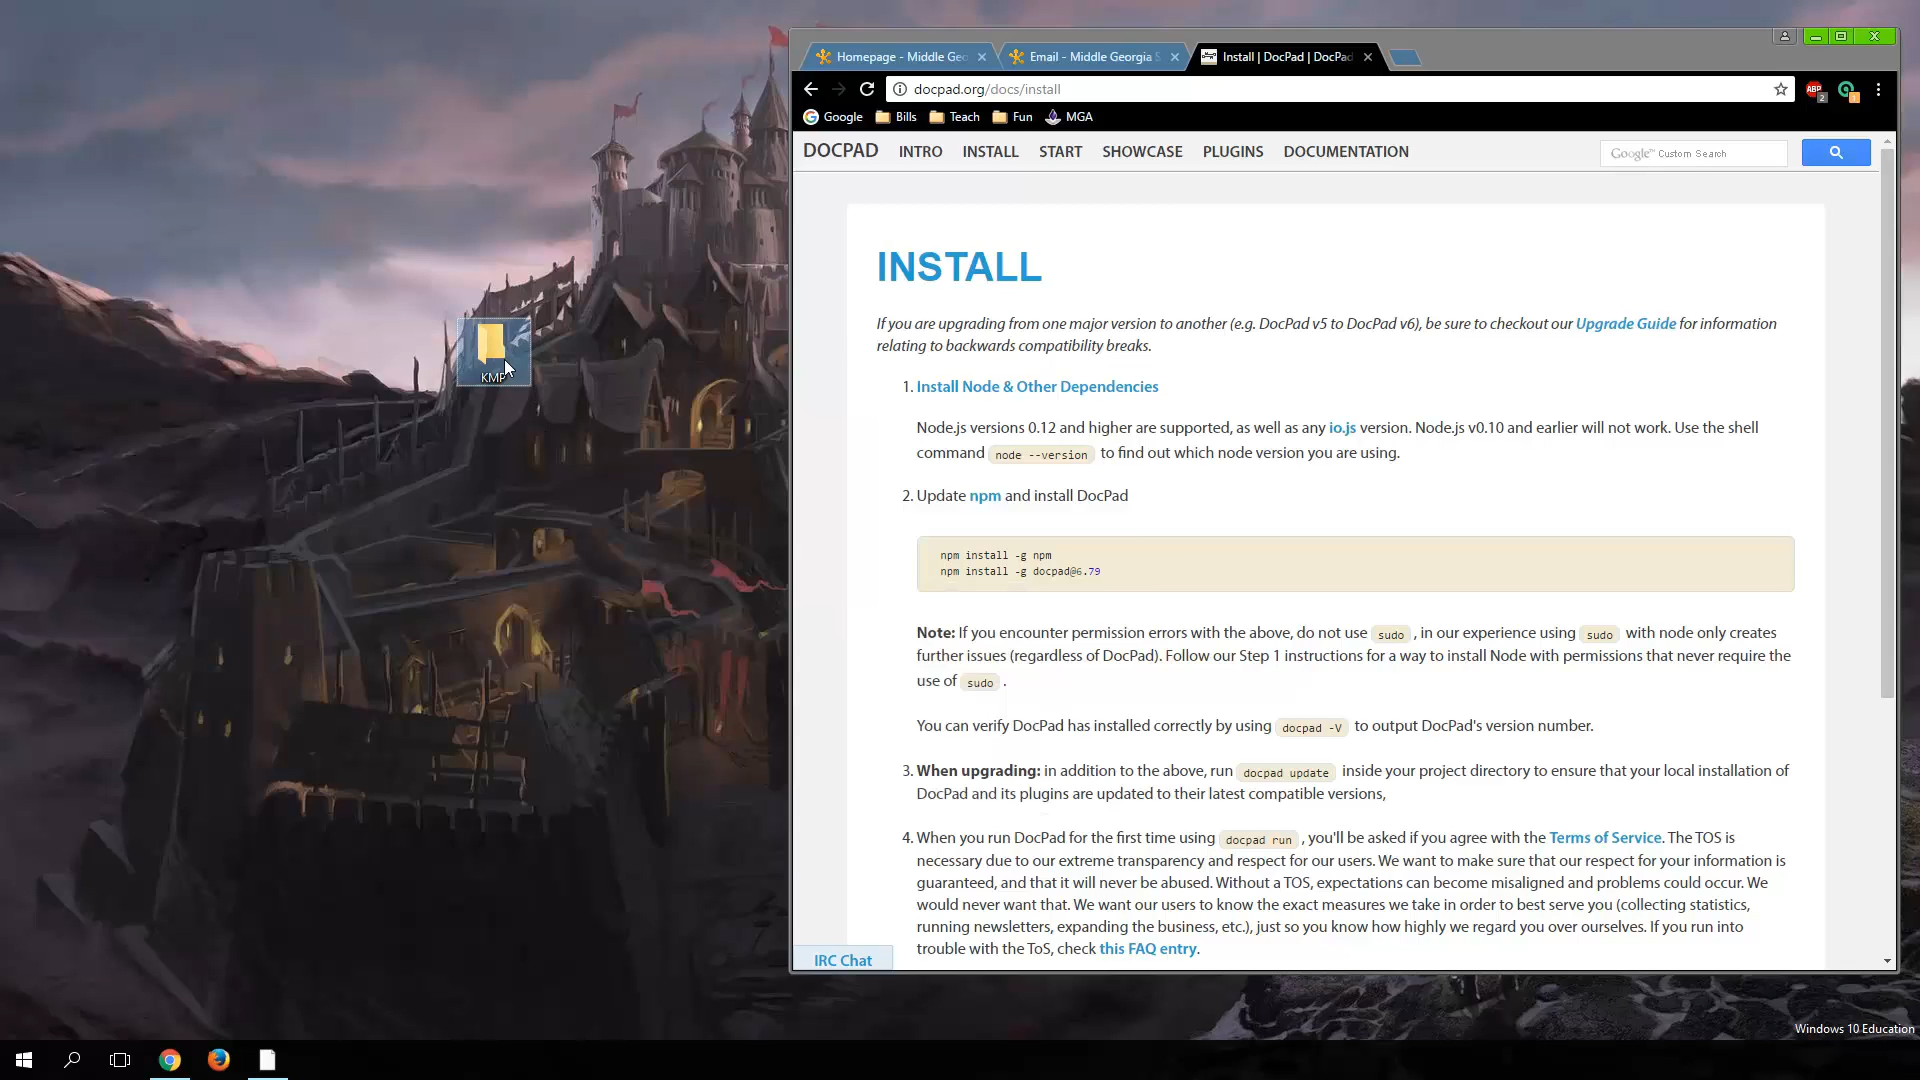 KMP
Homepage - Middle Geo
Email - Middle Georgia S
Install | DocPad | DocPad
docpad.org/docs/install
ABP
2
1
Google
Bills
Teach
Fun
MGA
DOCPAD
INTRO
INSTALL
START
SHOWCASE
PLUGINS
DOCUMENTATION
Google™ Custom Search
INSTALL
If you are upgrading from one major version to another (e.g. DocPad v5 to DocPad v6), be sure to checkout our Upgrade Guide for information
relating to backwards compatibility breaks.
1. Install Node & Other Dependencies
Node.js versions 0.12 and higher are supported, as well as any io.js version. Node.js v0.10 and earlier will not work. Use the shell
command node --version to find out which node version you are using.
2. Update npm and install DocPad
npm install -g npm
npm install -g docpad@6.79
Note: If you encounter permission errors with the above, do not use sudo , in our experience using sudo with node only creates
further issues (regardless of DocPad). Follow our Step 1 instructions for a way to install Node with permissions that never require the
use of sudo .
You can verify DocPad has installed correctly by using docpad -V to output DocPad's version number.
3. When upgrading: in addition to the above, run docpad update inside your project directory to ensure that your local installation of
DocPad and its plugins are updated to their latest compatible versions,
4. When you run DocPad for the first time using docpad run , you'll be asked if you agree with the Terms of Service. The TOS is
necessary due to our extreme transparency and respect for our users. We want to make sure that our respect for your information is
guaranteed, and that it will never be abused. Without a TOS, expectations can become misaligned and problems could occur. We
would never want that. We want our users to know the exact measures we take in order to best serve you (collecting statistics,
running newsletters, expanding the business, etc.), just so you know how highly we regard you over ourselves. If you run into
trouble with the ToS, check this FAQ entry.
IRC Chat
Windows 10 Education